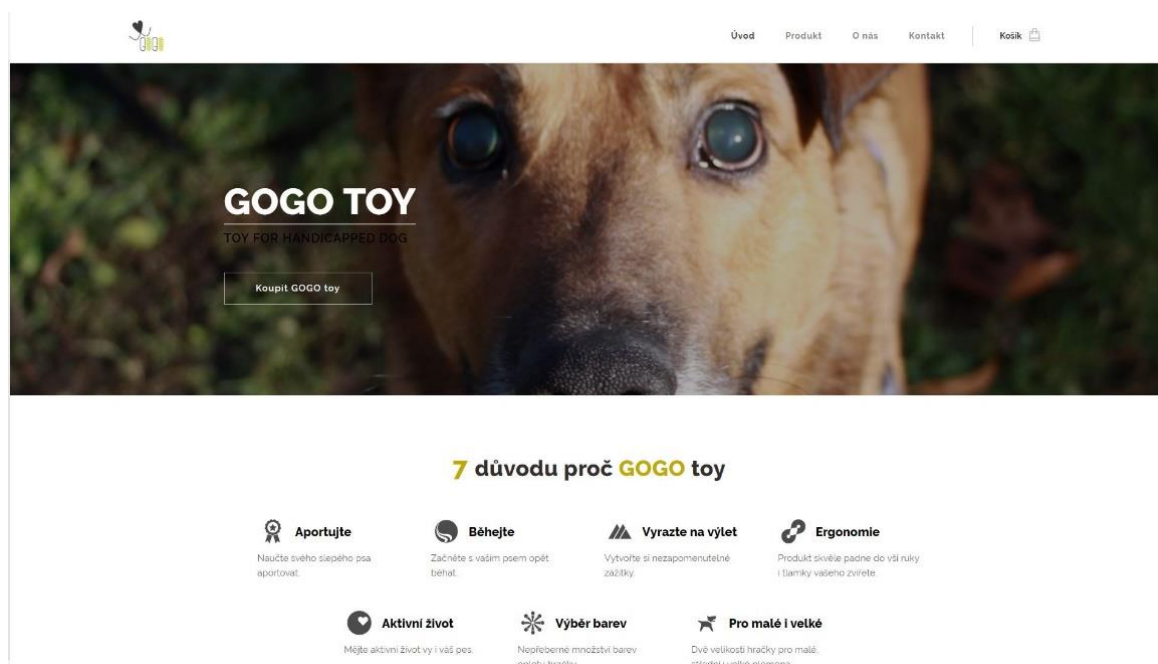 GOGO
Úvod Produkt O nás Kontakt Košík
GOGO TOY
TOY FOR HANDICAPPED DOG
Koupit GOGO toy
7 důvodu proč GOGO toy
Aportujte Běhejte Vyrazte na výlet Ergonomie
Naučte svého slepého psa Začněte s vaším psem opět Vytvořte si nezapomenutelné Produkt skvěle padne do vší ruky
aportovat. běhat. zážitky. i tlamky vašeho zvířete.
Aktivní život Výběr barev Pro malé i velké
Mějte aktivní život vy i váš pes. Nepřeberné množství barev Dvě velikosti hračky pro malé,